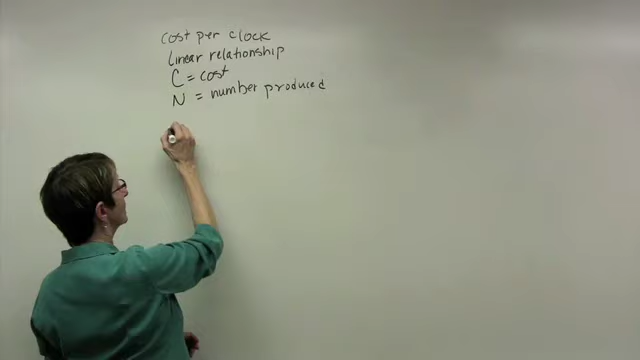 cost per clock
linear relationship
C = cost
N = number produced